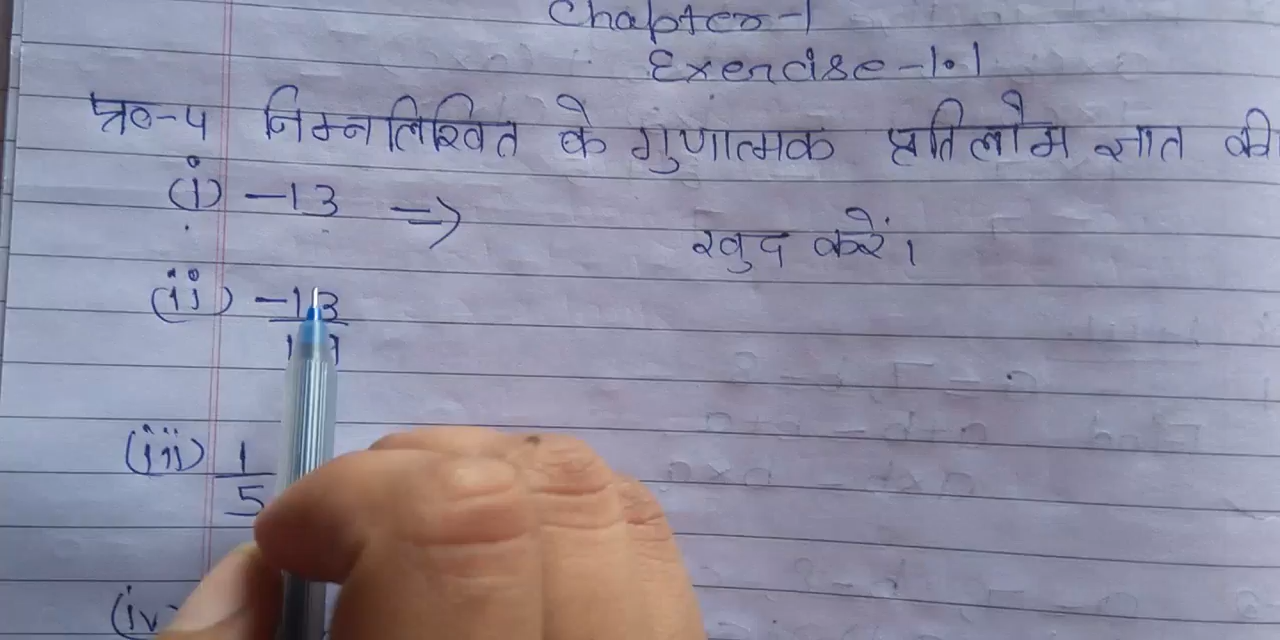 Chapter-1
Exercise-1.1
प्र०-4 निम्नलिखित के गुणात्मक प्रतिलोम ज्ञात की
(i) -13 =>
खुद करें।
(ii) -13
(iii) 1
5
(iv)